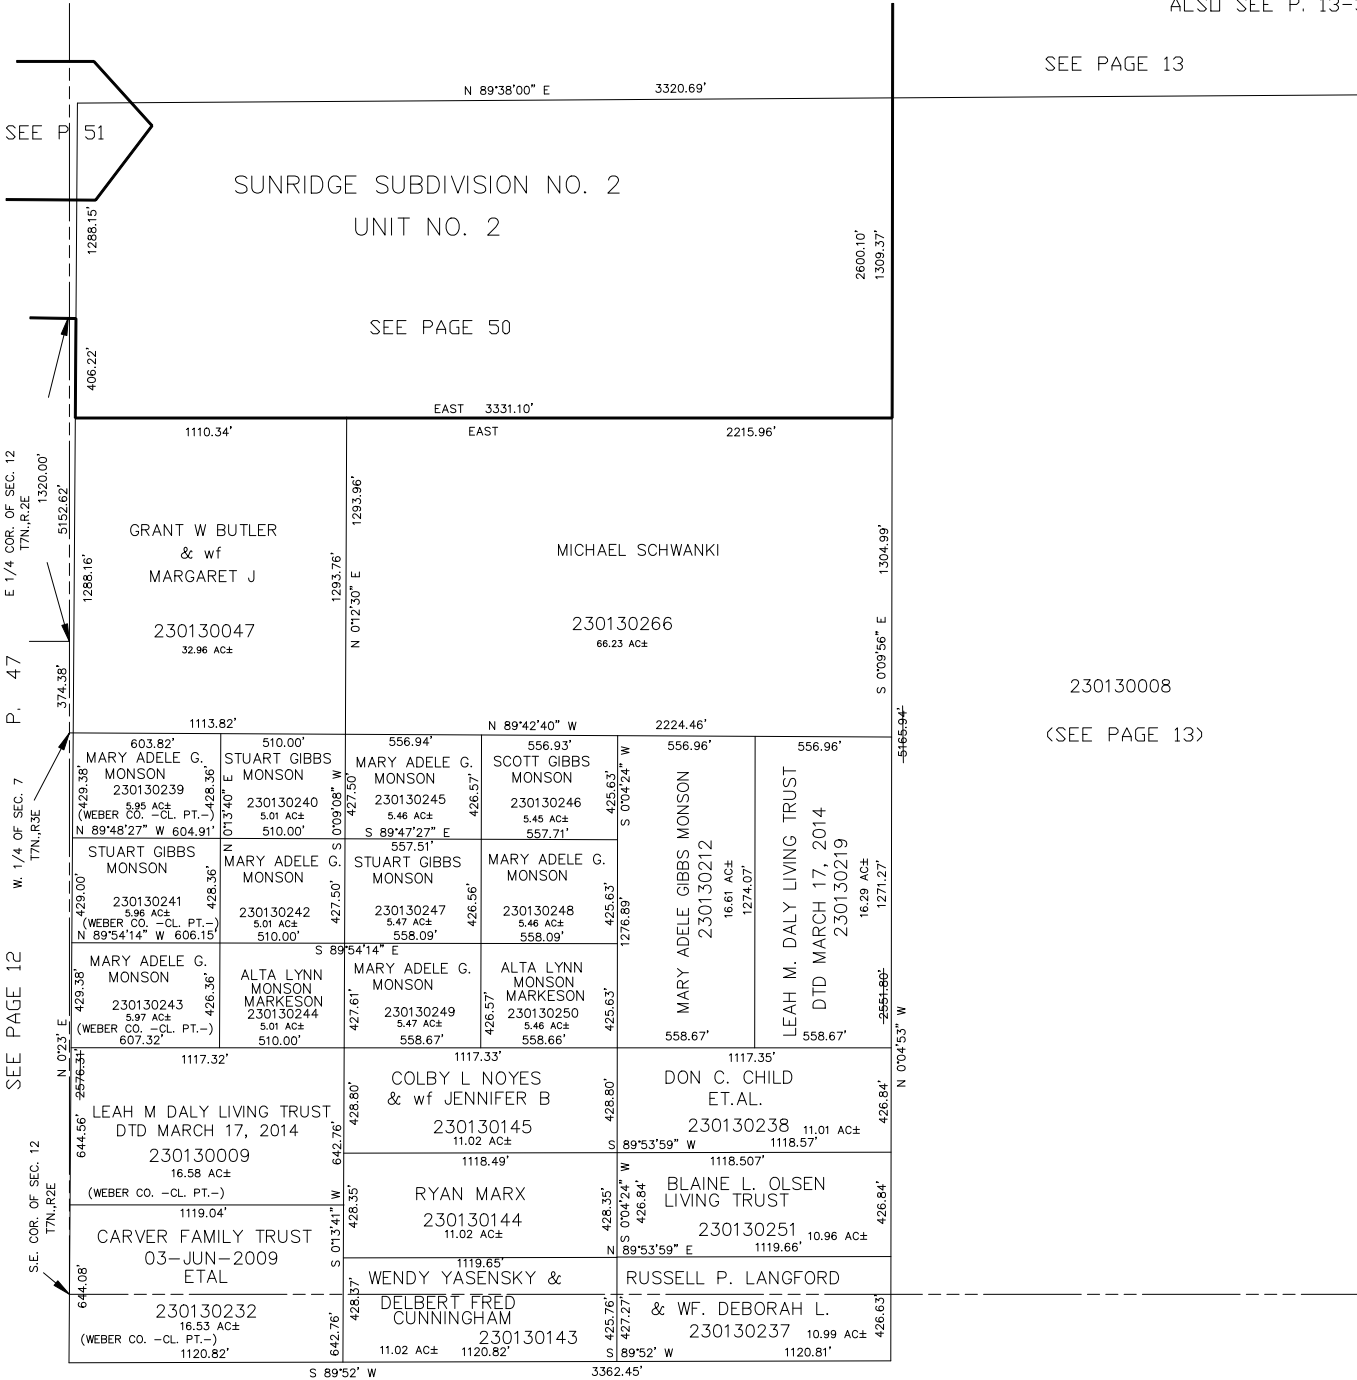 ALSO SEE P. 13-
SEE PAGE 13
N 89°38'00" E 3320.69'
SEE P 51
SUNRIDGE SUBDIVISION NO. 2
UNIT NO. 2
1288.15'
2600.10'
1309.37'
SEE PAGE 50
406.22'
EAST 3331.10'
1110.34'
EAST
2215.96'
E 1/4 COR. OF SEC. 12
T7N.,R.2E
1320.00'
5152.62'
1288.16'
GRANT W BUTLER
& wf
MARGARET J
230130047
32.96 AC±
1293.76'
1293.96'
N 0°12'30" E
MICHAEL SCHWANKI
230130266
66.23 AC±
1304.99'
S 0°09'56" E
230130008
(SEE PAGE 13)
P. 47
374.38'
1113.82'
N 89°42'40" W
2224.46'
5165.94'
W. 1/4 OF SEC. 7
T7N.,R3E
603.82'
MARY ADELE G.
MONSON
230130239
5.95 AC±
(WEBER CO. -CL. PT.-)
429.38'
428.36'
N 89°48'27" W 604.91'
510.00'
STUART GIBBS
MONSON
230130240
5.01 AC±
510.00'
N 0°13'40" E
S 0°09'08" W
556.94'
MARY ADELE G.
MONSON
230130245
5.46 AC±
427.50'
426.57'
S 89°47'27" E
557.51'
556.93'
SCOTT GIBBS
MONSON
230130246
5.45 AC±
557.71'
425.63'
S 0°04'24" W
556.96'
MARY ADELE GIBBS MONSON
230130212
16.61 AC±
1274.07'
1276.89'
558.67'
556.96'
LEAH M. DALY LIVING TRUST
DTD MARCH 17, 2014
230130219
16.29 AC±
1271.27'
558.67'
STUART GIBBS
MONSON
230130241
5.96 AC±
(WEBER CO. -CL. PT.-)
429.00'
428.36'
N 89°54'14" W 606.15'
MARY ADELE G.
MONSON
230130242
5.01 AC±
510.00'
427.50'
STUART GIBBS
MONSON
230130247
5.47 AC±
558.09'
426.56'
MARY ADELE G.
MONSON
230130248
5.46 AC±
558.09'
425.63'
S 89°54'14" E
SEE PAGE 12
MARY ADELE G.
MONSON
230130243
5.97 AC±
(WEBER CO. -CL. PT.-)
607.32'
429.38'
426.36'
ALTA LYNN
MONSON
MARKESON
230130244
5.01 AC±
510.00'
427.61'
MARY ADELE G.
MONSON
230130249
5.47 AC±
558.67'
426.57'
ALTA LYNN
MONSON
MARKESON
230130250
5.46 AC±
558.66'
425.63'
2551.80'
N 0°04'53" W
N 0°23' E
2576.31'
1117.32'
LEAH M DALY LIVING TRUST
DTD MARCH 17, 2014
230130009
16.58 AC±
(WEBER CO. -CL. PT.-)
644.56'
642.76'
1117.33'
COLBY L NOYES
& wf JENNIFER B
230130145
11.02 AC±
428.80'
428.80'
1117.35'
DON C. CHILD
ET.AL.
230130238 11.01 AC±
S 89°53'59" W 1118.57'
426.84'
S.E. COR. OF SEC. 12
T7N.,R2E
1118.49'
RYAN MARX
230130144
11.02 AC±
428.35'
428.35'
1118.507'
BLAINE L. OLSEN
LIVING TRUST
230130251 10.96 AC±
S 0°04'24" W
426.84'
426.84'
N 89°53'59" E 1119.66'
1119.04'
CARVER FAMILY TRUST
03-JUN-2009
ETAL
230130232
16.53 AC±
(WEBER CO. -CL. PT.-)
1120.82'
644.08'
642.76'
S 0°13'41" W
1119.65'
WENDY YASENSKY &
DELBERT FRED
CUNNINGHAM
230130143
11.02 AC± 1120.82'
428.37'
425.76'
RUSSELL P. LANGFORD
& WF. DEBORAH L.
230130237 10.99 AC±
427.27'
426.63'
S 89°52' W 1120.81'
S 89°52' W 3362.45'